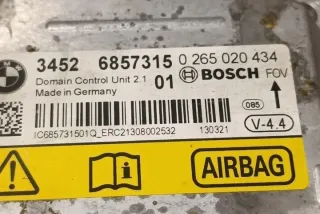 3452 6857315 0 265 020 434
Domain Control Unit 2.1 01 BOSCH FOV
Made in Germany
085
IC685731501Q_ERC21308002532 130321 V-4.4
AIRBAG